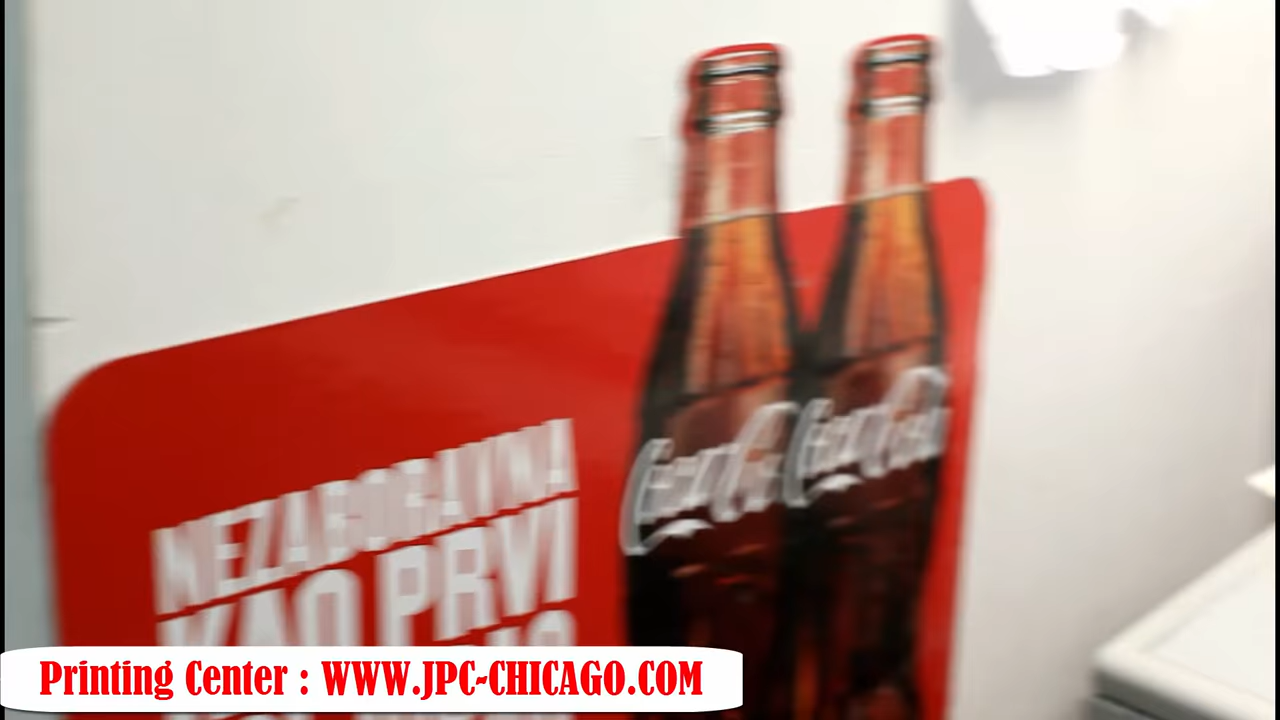 Coca-Cola Coca-Cola
NEZABORAVNA
KAO PRVI
Printing Center : WWW.JPC-CHICAGO.COM